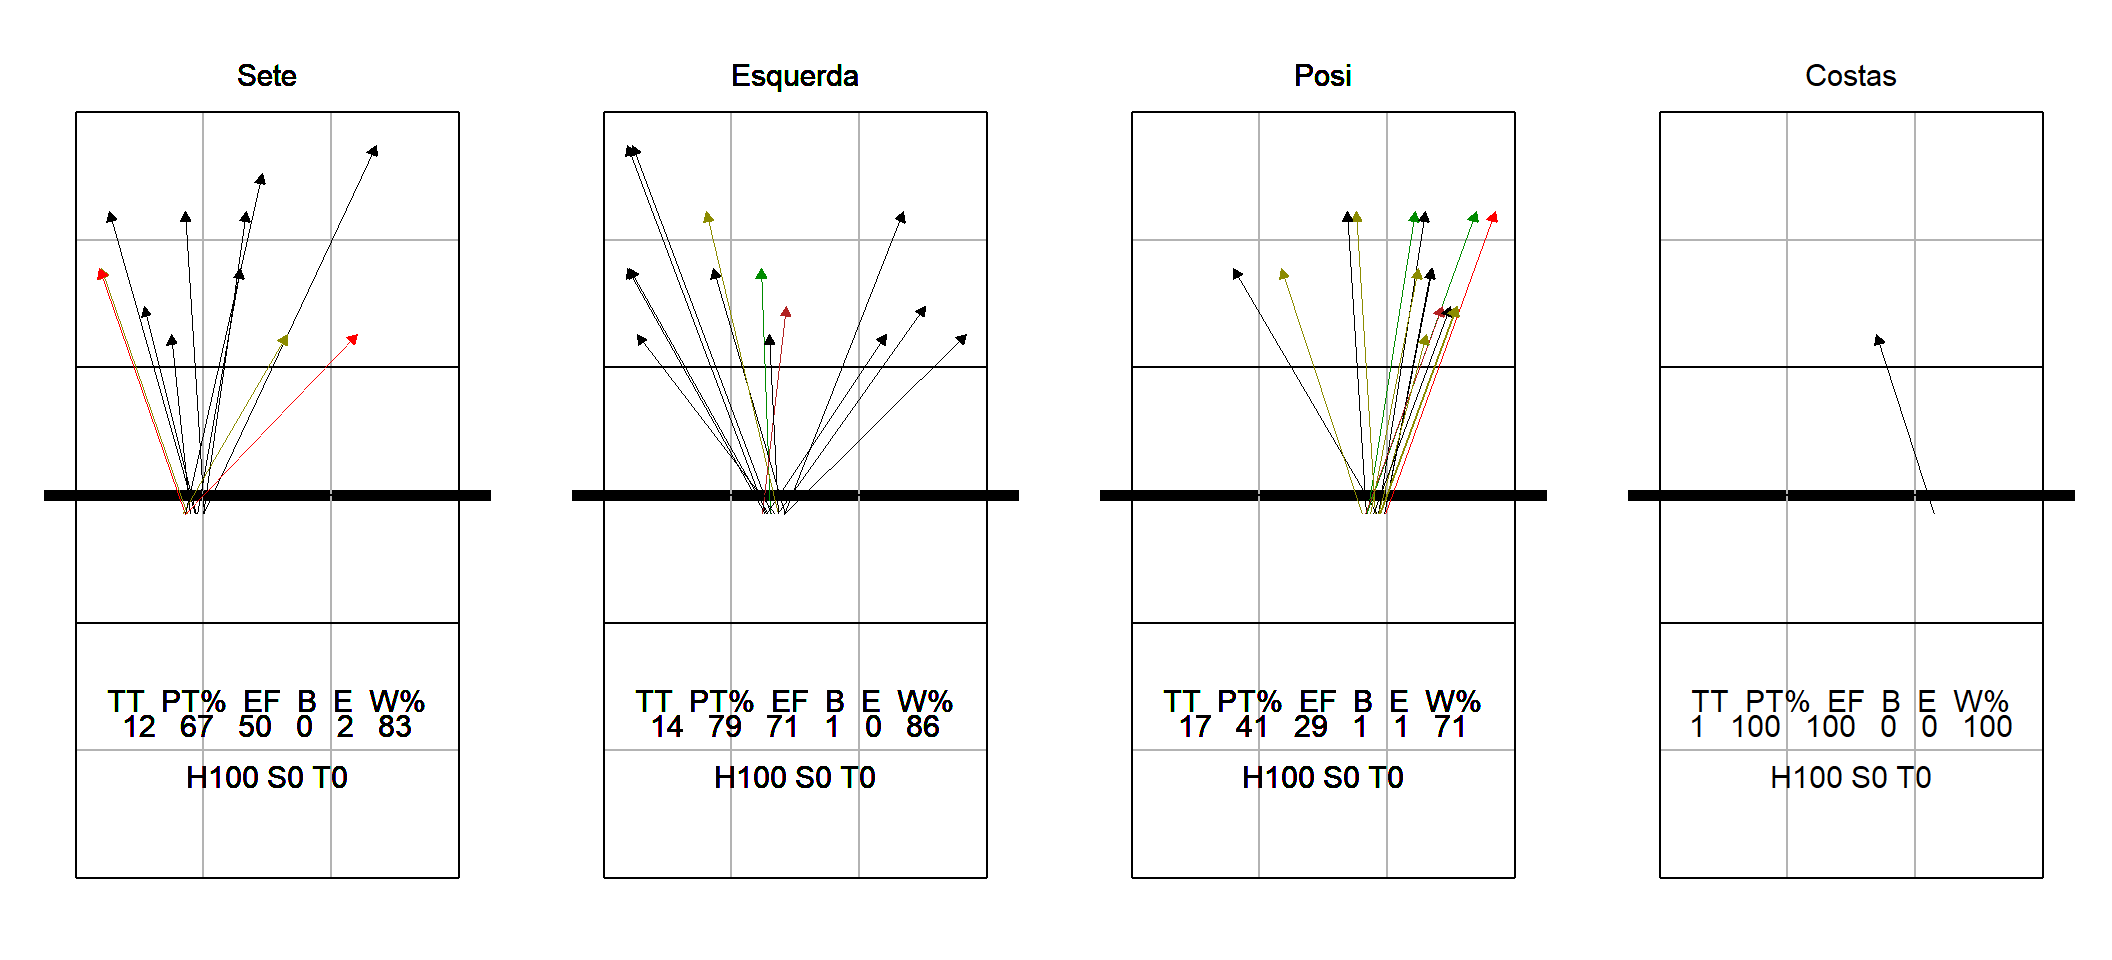 Sete
TT PT% EF B E W%
12 67 50 0 2 83
H100 S0 T0
Esquerda
TT PT% EF B E W%
14 79 71 1 0 86
H100 S0 T0
Posi
TT PT% EF B E W%
17 41 29 1 1 71
H100 S0 T0
Costas
TT PT% EF B E W%
1 100 100 0 0 100
H100 S0 T0